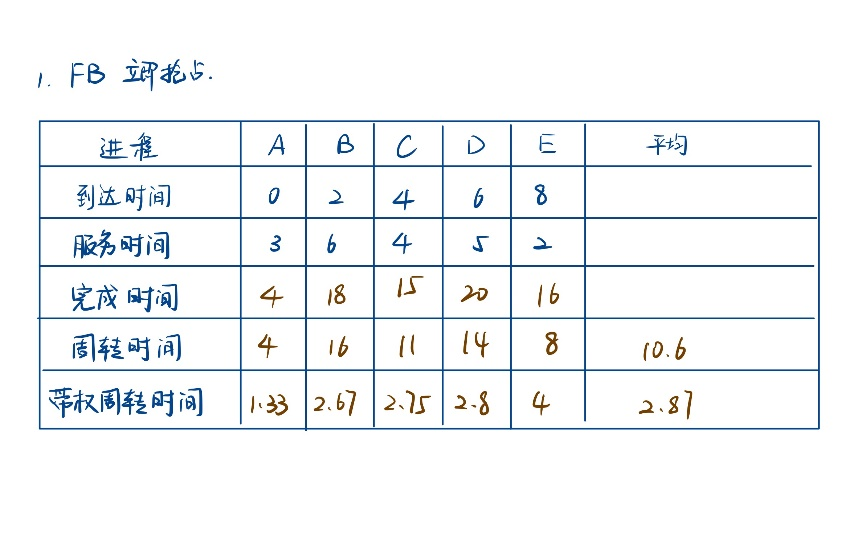 1. FB 立即抢占.
进程 A B C D E 平均
到达时间 0 2 4 6 8
服务时间 3 6 4 5 2
完成时间 4 18 15 20 16
周转时间 4 16 11 14 8 10.6
带权周转时间 1.33 2.67 2.75 2.8 4 2.87